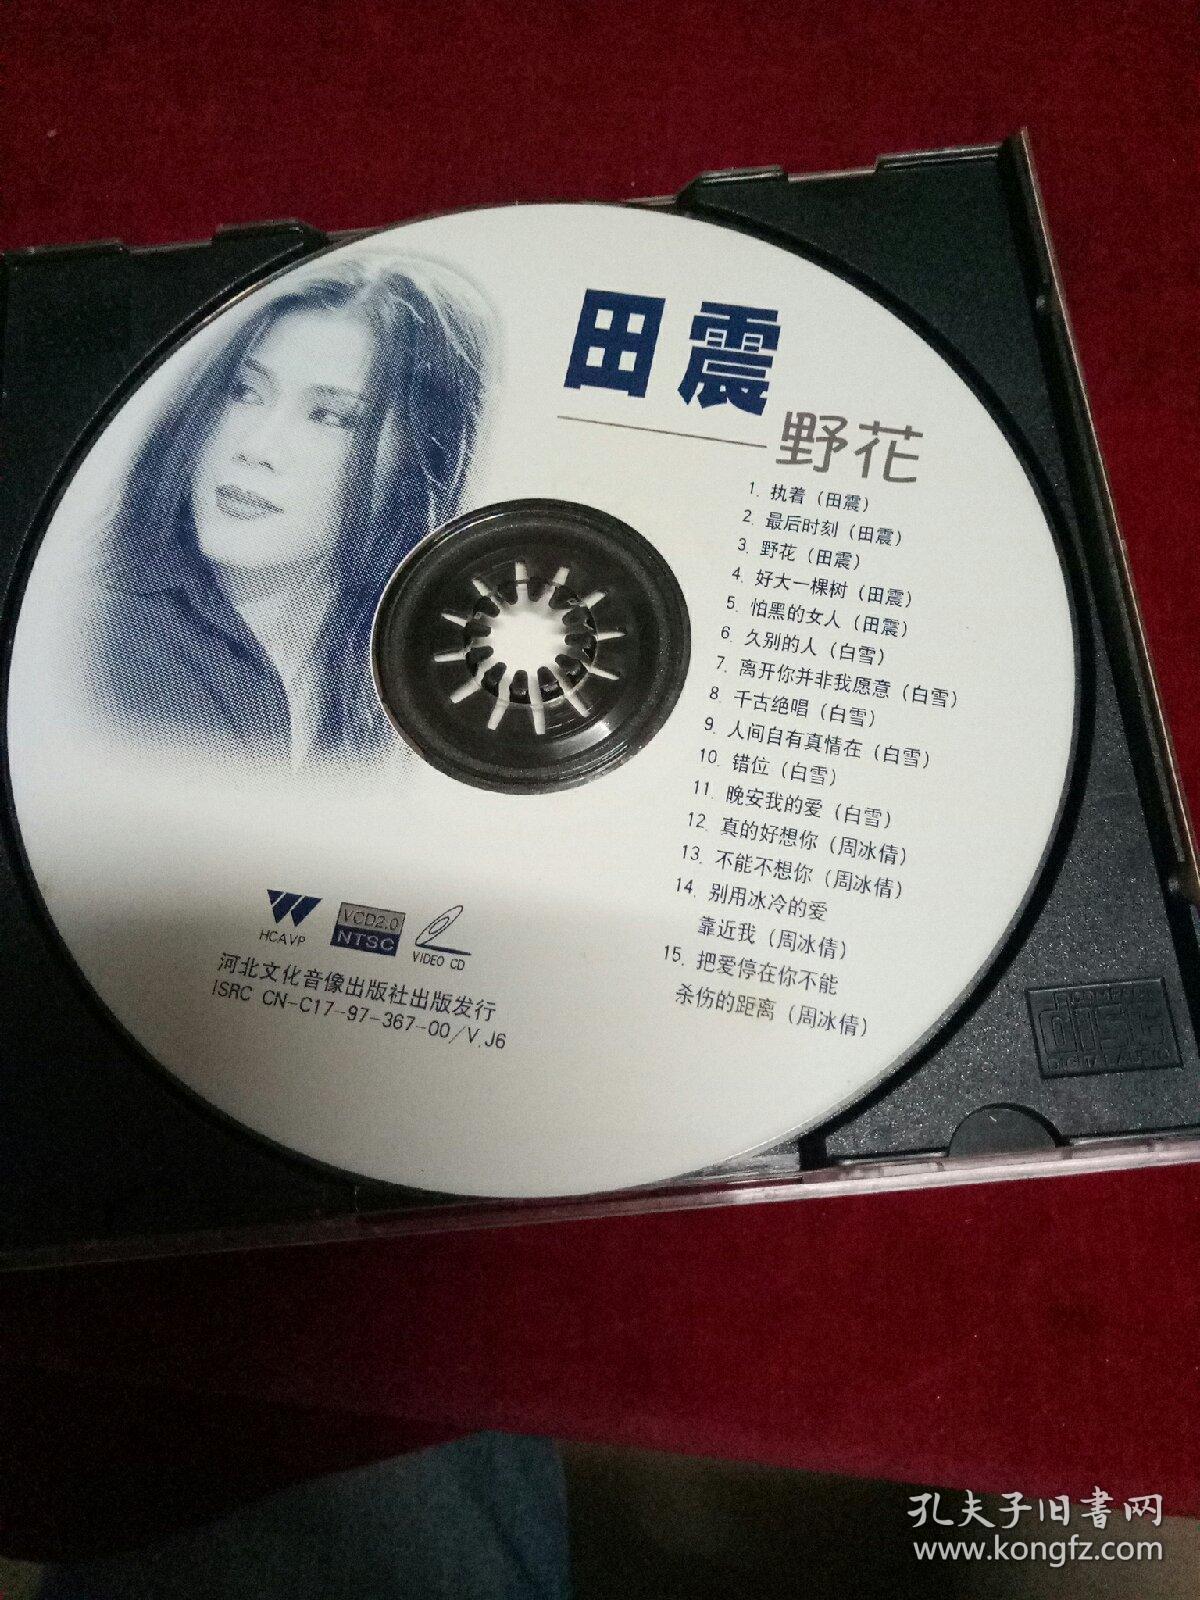 田震
野花
1. 执着（田震）
2. 最后时刻（田震）
3. 野花（田震）
4. 好大一棵树（田震）
5. 怕黑的女人（田震）
6. 久别的人（白雪）
7. 离开你并非我愿意（白雪）
8. 千古绝唱（白雪）
9. 人间自有真情在（白雪）
10. 错位（白雪）
11. 晚安我的爱（白雪）
12. 真的好想你（周冰倩）
13. 不能不想你（周冰倩）
14. 别用冰冷的爱
靠近我（周冰倩）
15. 把爱停在你不能
杀伤的距离（周冰倩）
HCAVP
VCD2.0
NTSC
VIDEO CD
河北文化音像出版社出版发行
ISRC CN-C17-97-367-00/V.J6
COMPACT
disc
DIGITAL AUDIO
孔夫子旧书网
www.kongfz.com